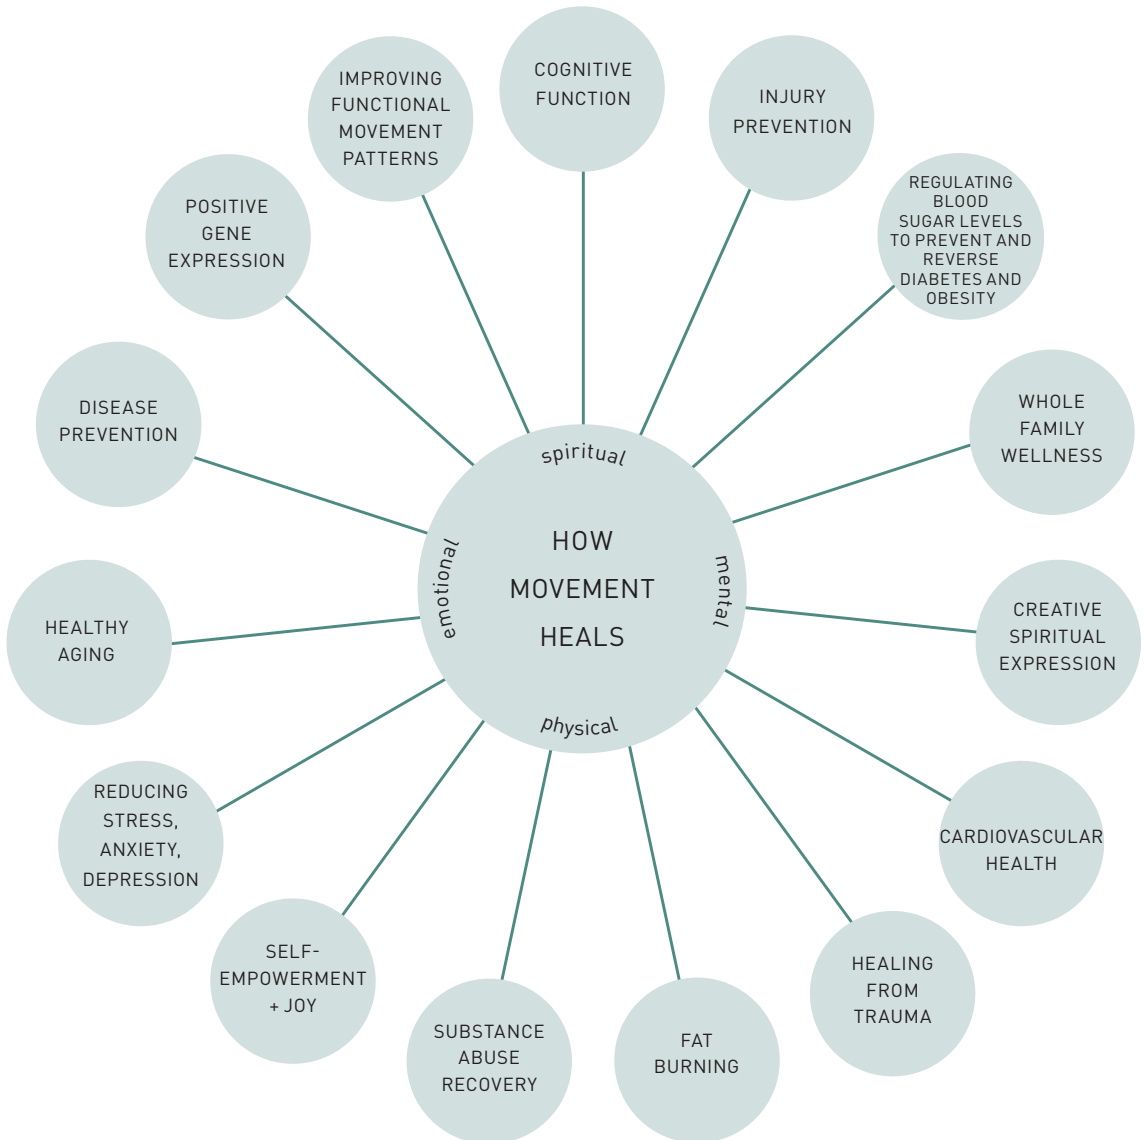 COGNITIVE
FUNCTION
INJURY
PREVENTION
REGULATING
BLOOD
SUGAR LEVELS
TO PREVENT AND
REVERSE
DIABETES AND
OBESITY
WHOLE
FAMILY
WELLNESS
CREATIVE
SPIRITUAL
EXPRESSION
CARDIOVASCULAR
HEALTH
HEALING
FROM
TRAUMA
FAT
BURNING
SUBSTANCE
ABUSE
RECOVERY
SELF-
EMPOWERMENT
+ JOY
REDUCING
STRESS,
ANXIETY,
DEPRESSION
HEALTHY
AGING
DISEASE
PREVENTION
POSITIVE
GENE
EXPRESSION
IMPROVING
FUNCTIONAL
MOVEMENT
PATTERNS
spiritual
mental
physical
emotional
HOW
MOVEMENT
HEALS